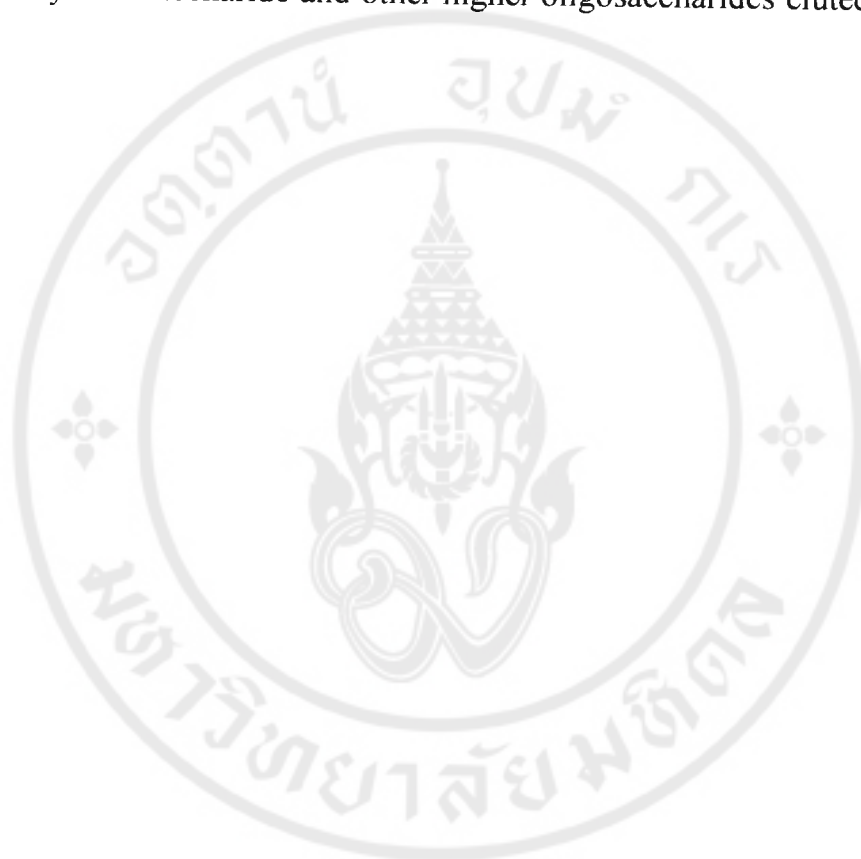 and other higher oligosaccharides eluted
อตฺตานํ อุปมํ กเร
มหาวิทยาลัยมหิดล